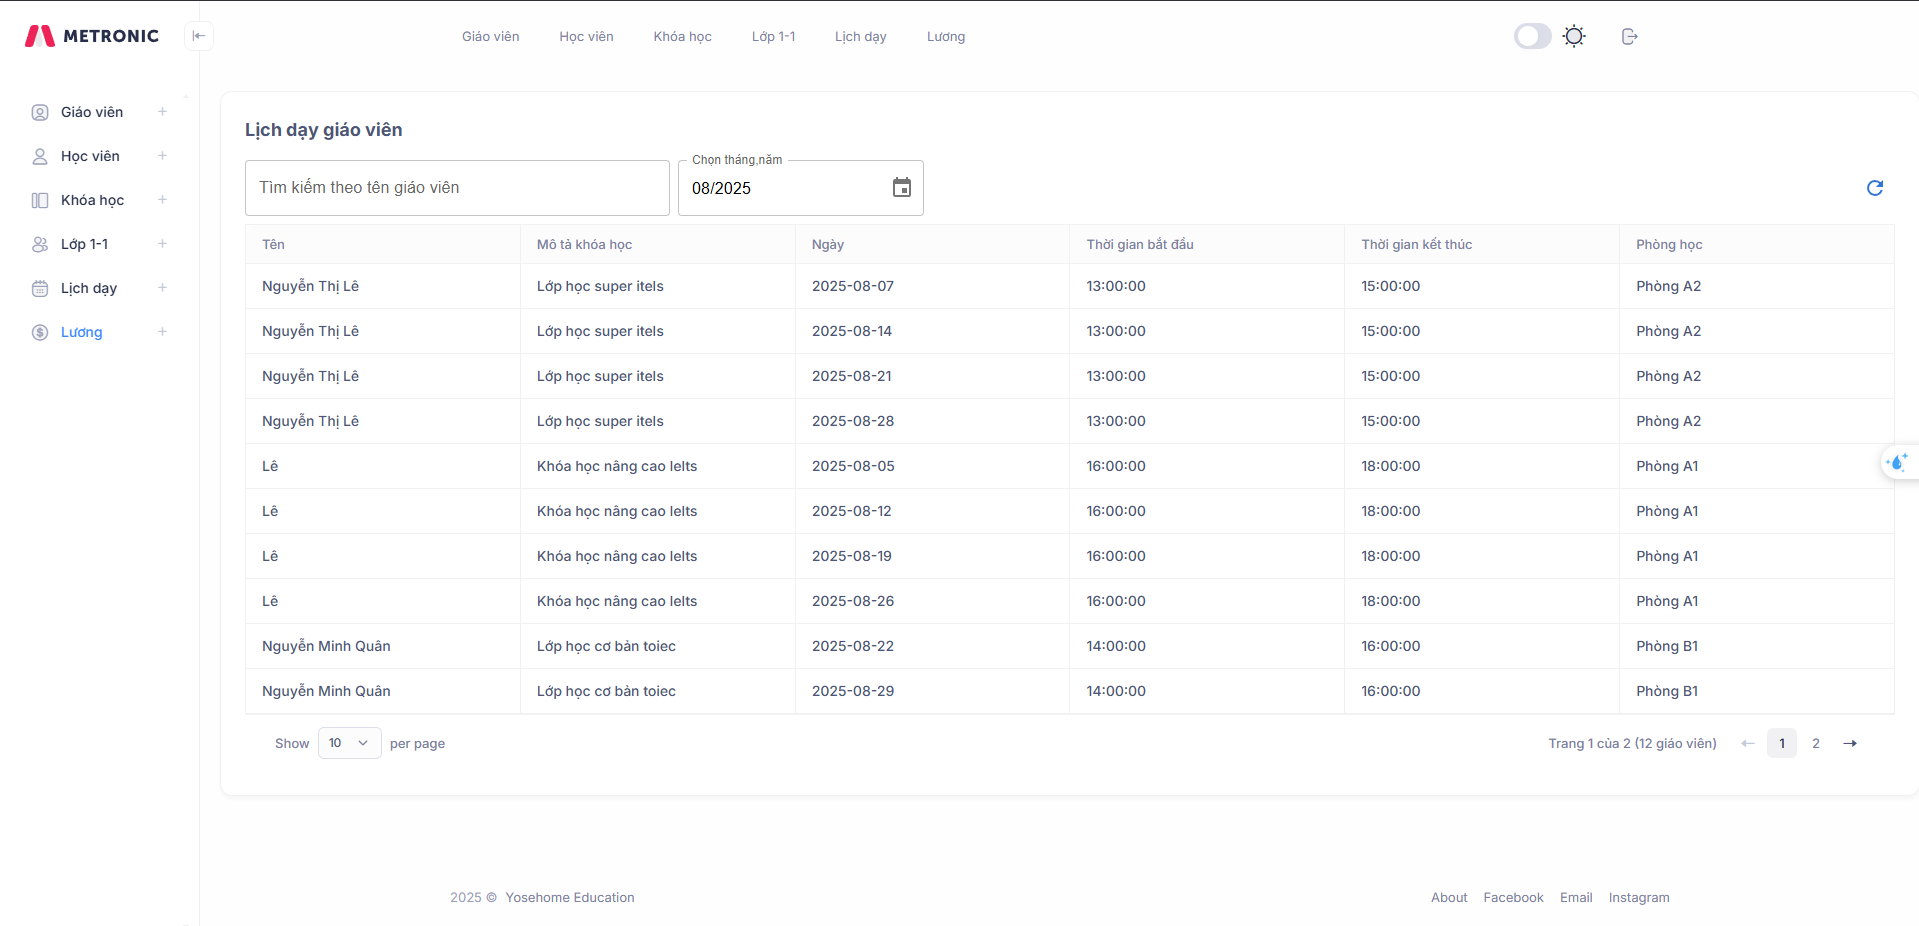 METRONIC
Giáo viên Học viên Khóa học Lớp 1-1 Lịch dạy Lương
Giáo viên
Học viên
Khóa học
Lớp 1-1
Lịch dạy
Lương
Lịch dạy giáo viên
Tìm kiếm theo tên giáo viên
Chọn tháng,năm
08/2025
Tên Mô tả khóa học Ngày Thời gian bắt đầu Thời gian kết thúc Phòng học
Nguyễn Thị Lê Lớp học super itels 2025-08-07 13:00:00 15:00:00 Phòng A2
Nguyễn Thị Lê Lớp học super itels 2025-08-14 13:00:00 15:00:00 Phòng A2
Nguyễn Thị Lê Lớp học super itels 2025-08-21 13:00:00 15:00:00 Phòng A2
Nguyễn Thị Lê Lớp học super itels 2025-08-28 13:00:00 15:00:00 Phòng A2
Lê Khóa học nâng cao Ielts 2025-08-05 16:00:00 18:00:00 Phòng A1
Lê Khóa học nâng cao Ielts 2025-08-12 16:00:00 18:00:00 Phòng A1
Lê Khóa học nâng cao Ielts 2025-08-19 16:00:00 18:00:00 Phòng A1
Lê Khóa học nâng cao Ielts 2025-08-26 16:00:00 18:00:00 Phòng A1
Nguyễn Minh Quân Lớp học cơ bản toiec 2025-08-22 14:00:00 16:00:00 Phòng B1
Nguyễn Minh Quân Lớp học cơ bản toiec 2025-08-29 14:00:00 16:00:00 Phòng B1
Show 10 per page Trang 1 của 2 (12 giáo viên) 1 2
2025 © Yosehome Education About Facebook Email Instagram